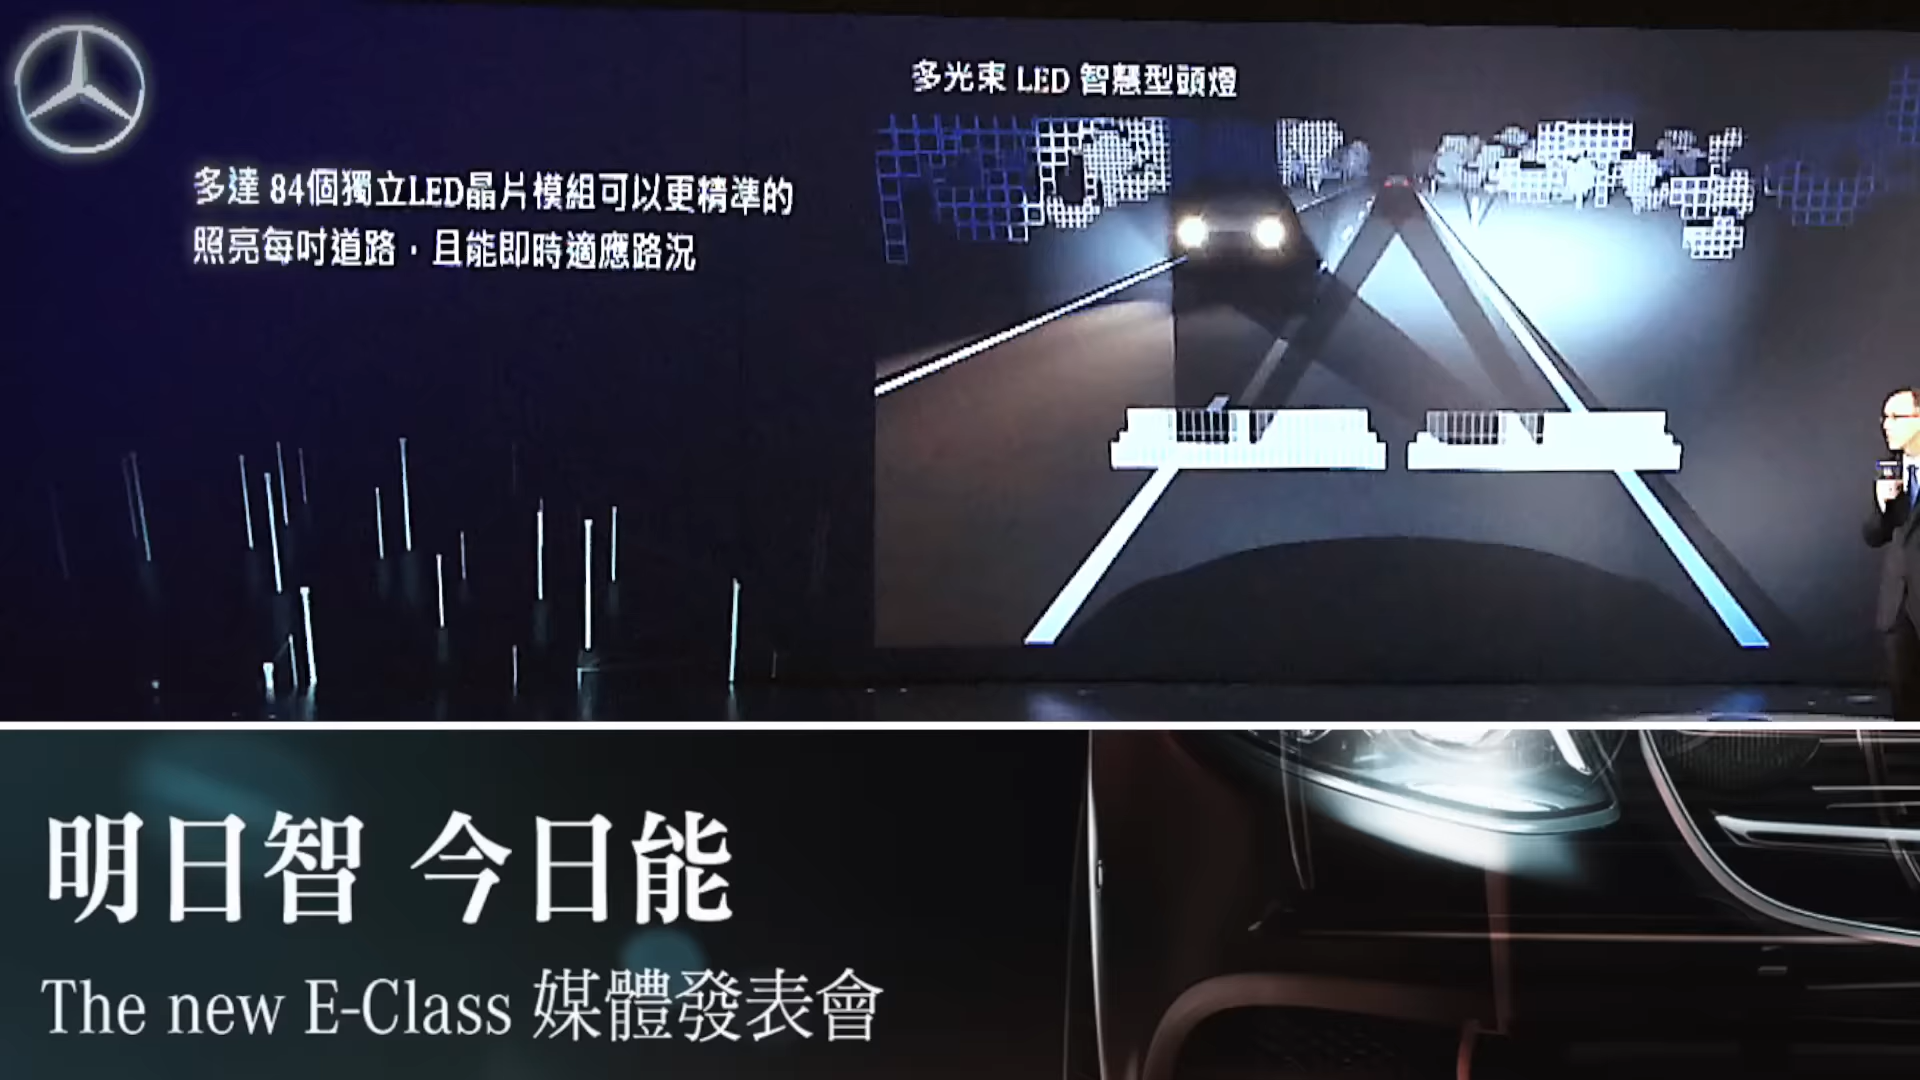 多光束 LED 智慧型頭燈
多達 84個獨立LED晶片模組可以更精準的
照亮每吋道路，且能即時適應路況
明日智 今日能
The new E-Class 媒體發表會